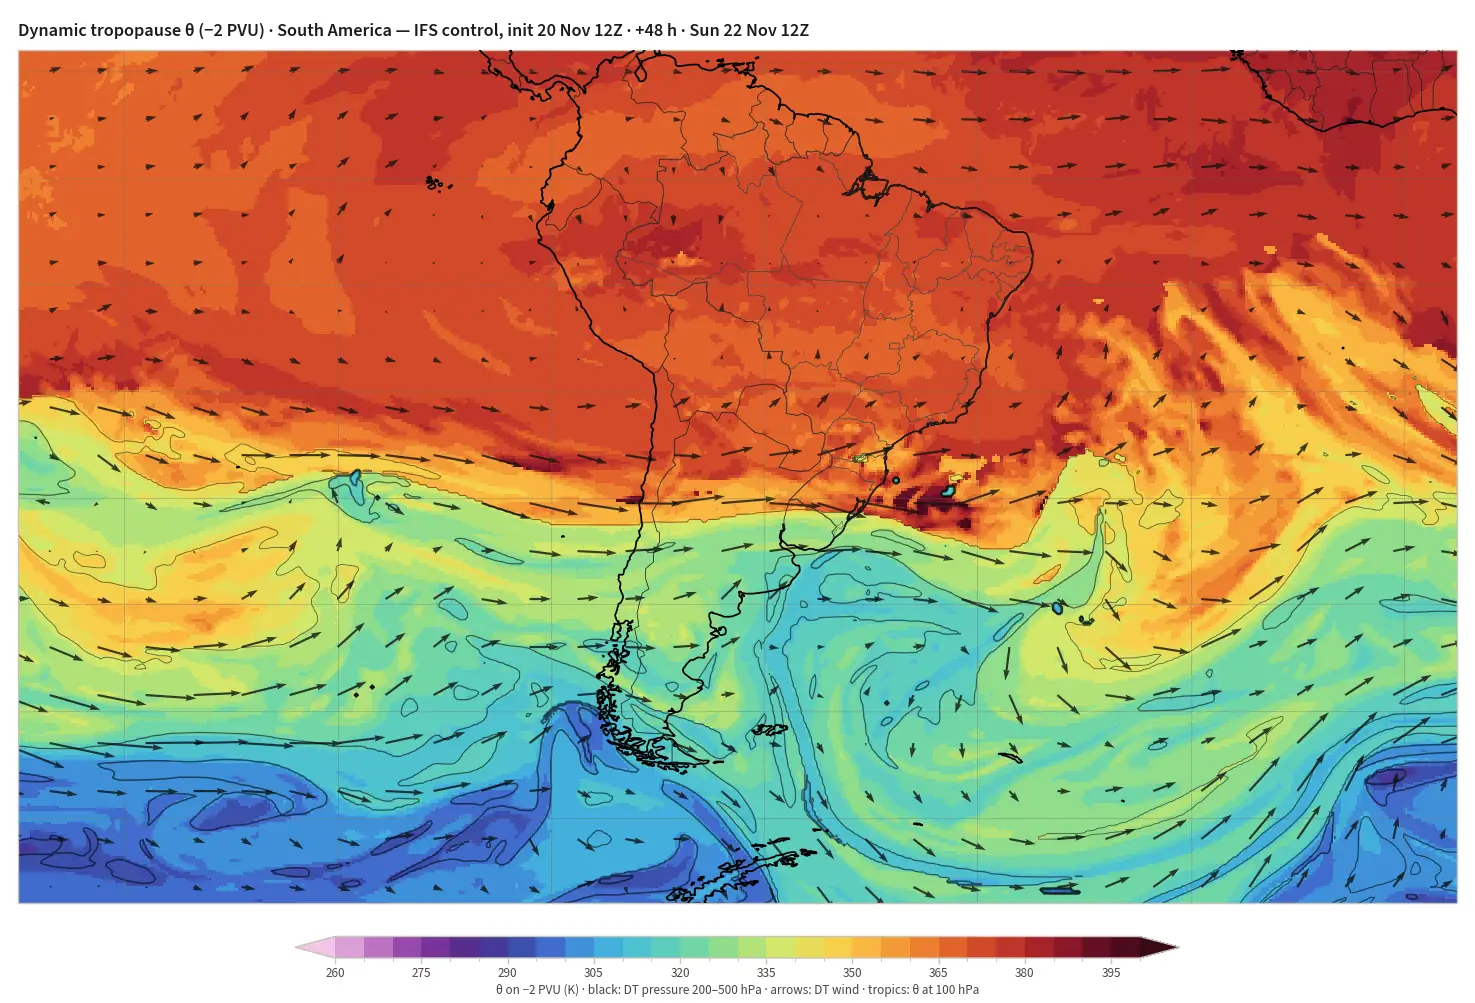 Dynamic tropopause θ (−2 PVU) · South America — IFS control, init 20 Nov 12Z · +48 h · Sun 22 Nov 12Z
260 275 290 305 320 335 350 365 380 395
θ on −2 PVU (K) · black: DT pressure 200–500 hPa · arrows: DT wind · tropics: θ at 100 hPa